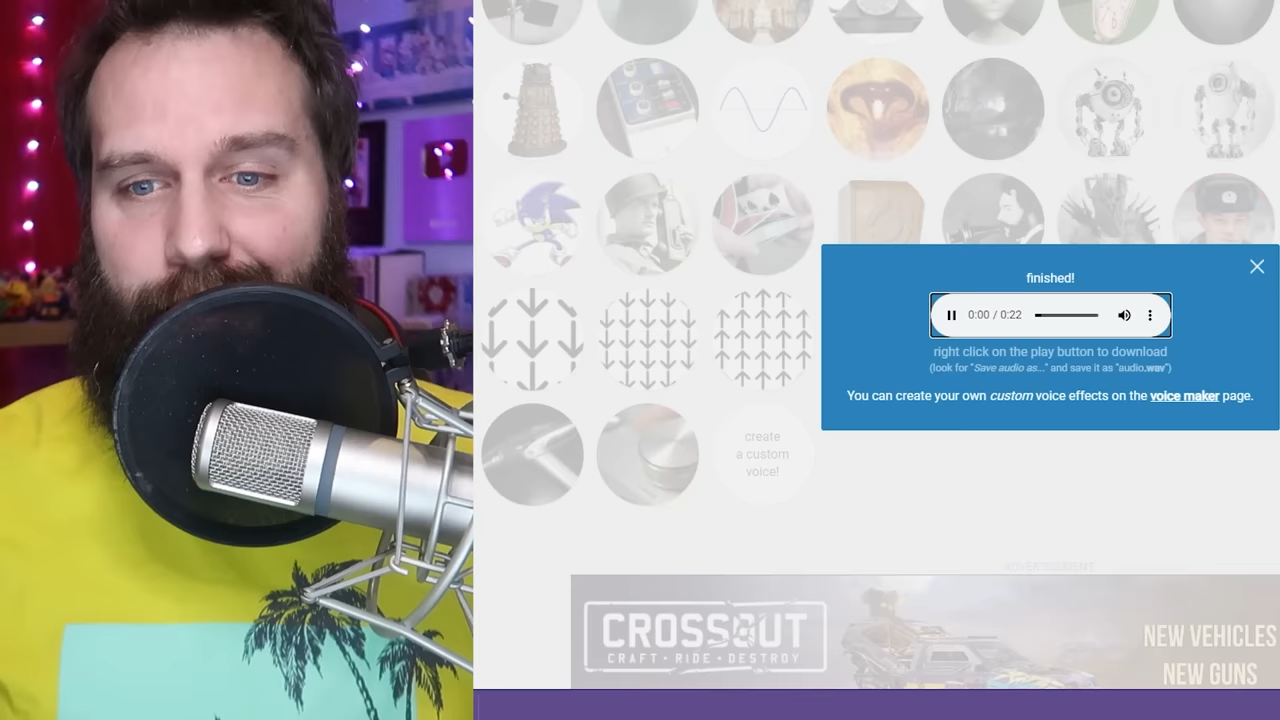 finished!
0:00 / 0:22
right click on the play button to download
(look for "Save audio as..." and save it as "audio.wav")
You can create your own custom voice effects on the voice maker page.
create
a custom
voice!
ADVERTISEMENT
CROSSOUT
CRAFT • RIDE • DESTROY
NEW VEHICLES
NEW GUNS